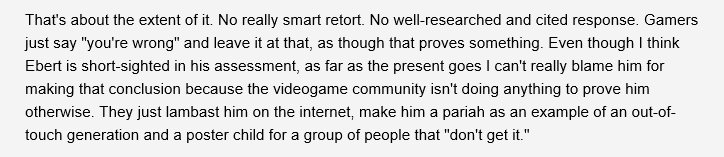 That's about the extent of it. No really smart retort. No well-researched and cited response. Gamers
just say "you're wrong" and leave it at that, as though that proves something. Even though I think
Ebert is short-sighted in his assessment, as far as the present goes I can't really blame him for
making that conclusion because the videogame community isn't doing anything to prove him
otherwise. They just lambast him on the internet, make him a pariah as an example of an out-of-
touch generation and a poster child for a group of people that "don't get it."